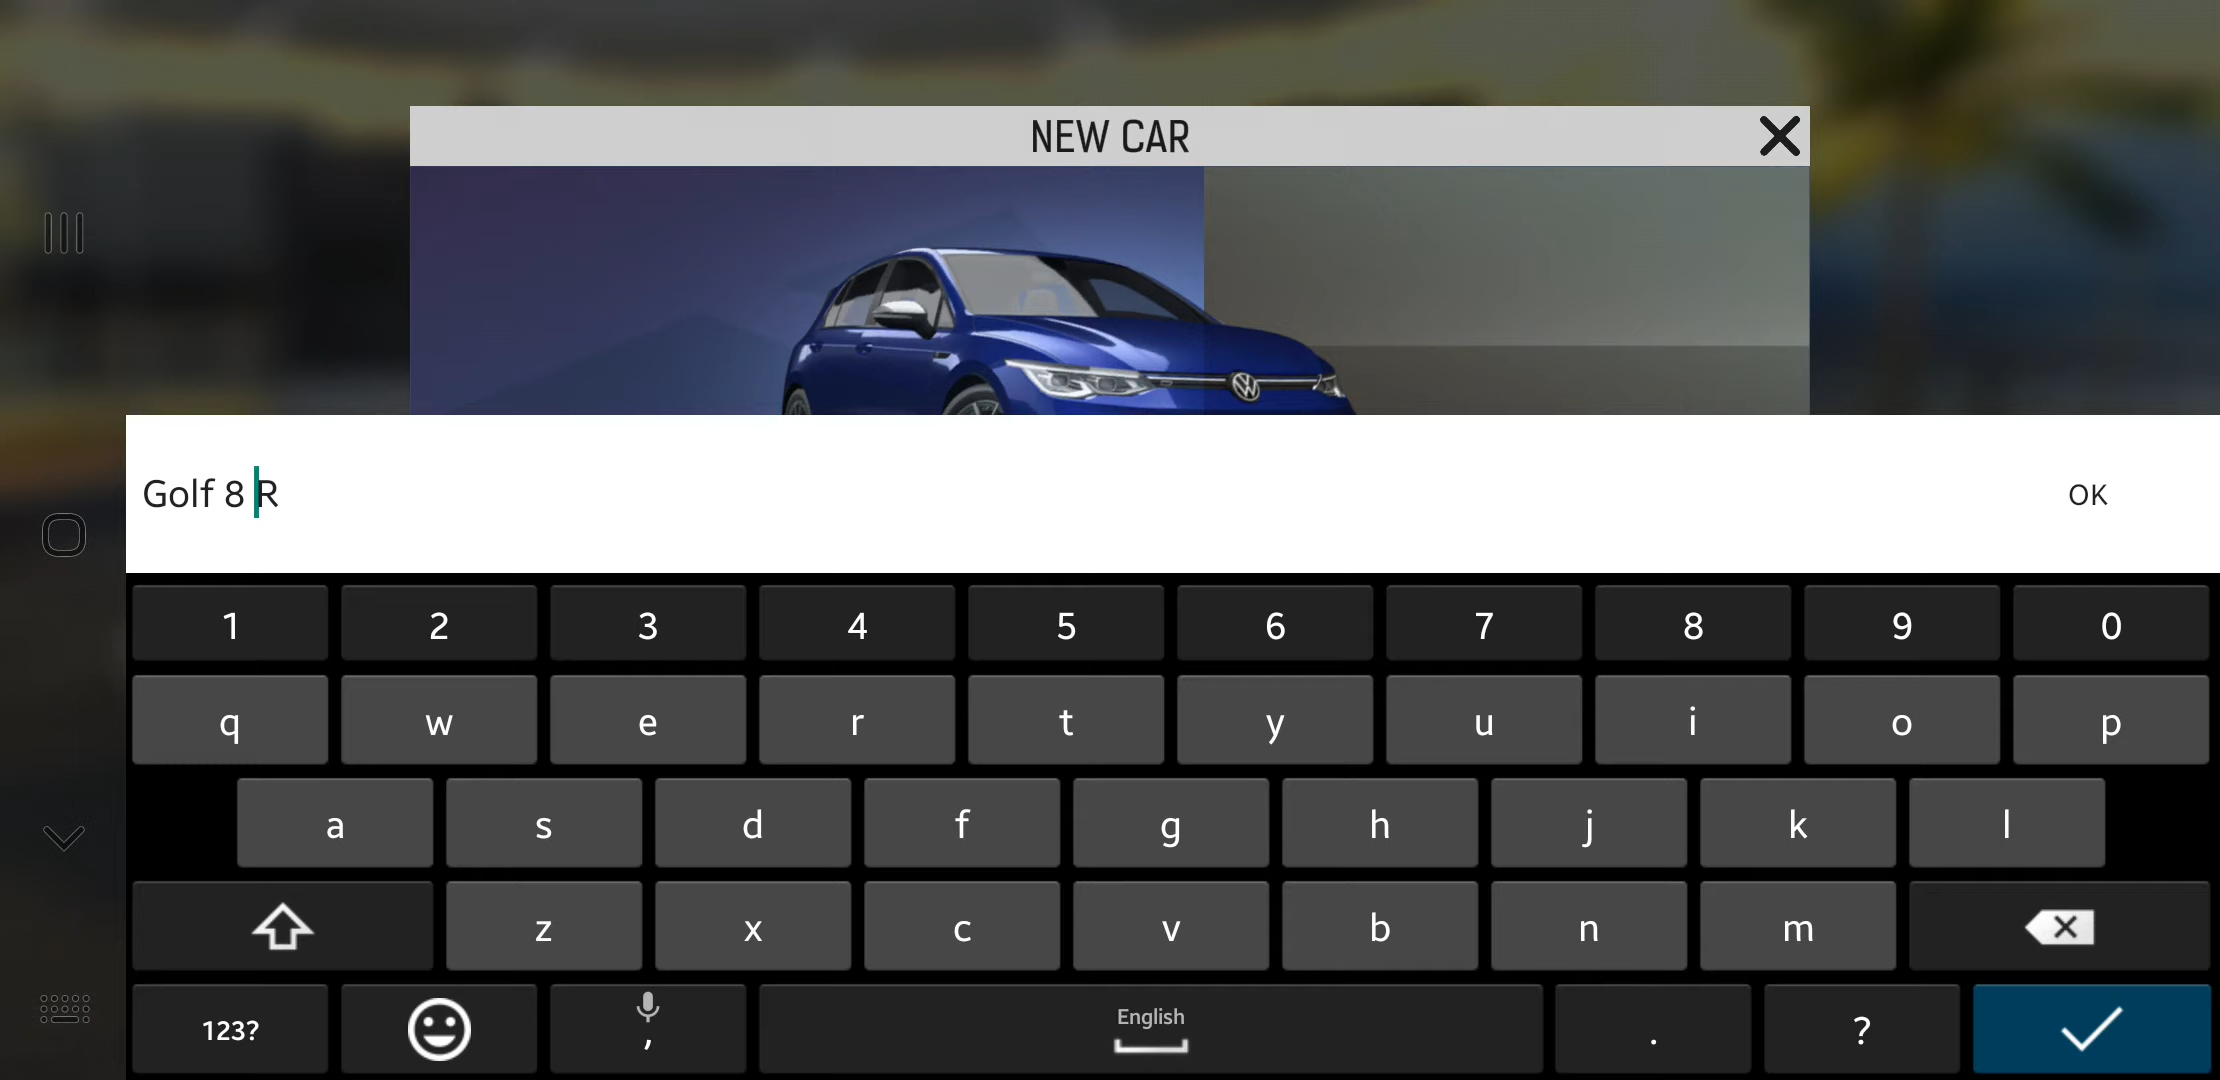 NEW CAR
Golf 8 R
OK
1 2 3 4 5 6 7 8 9 0
q w e r t y u i o p
a s d f g h j k l
z x c v b n m
123? , English . ?